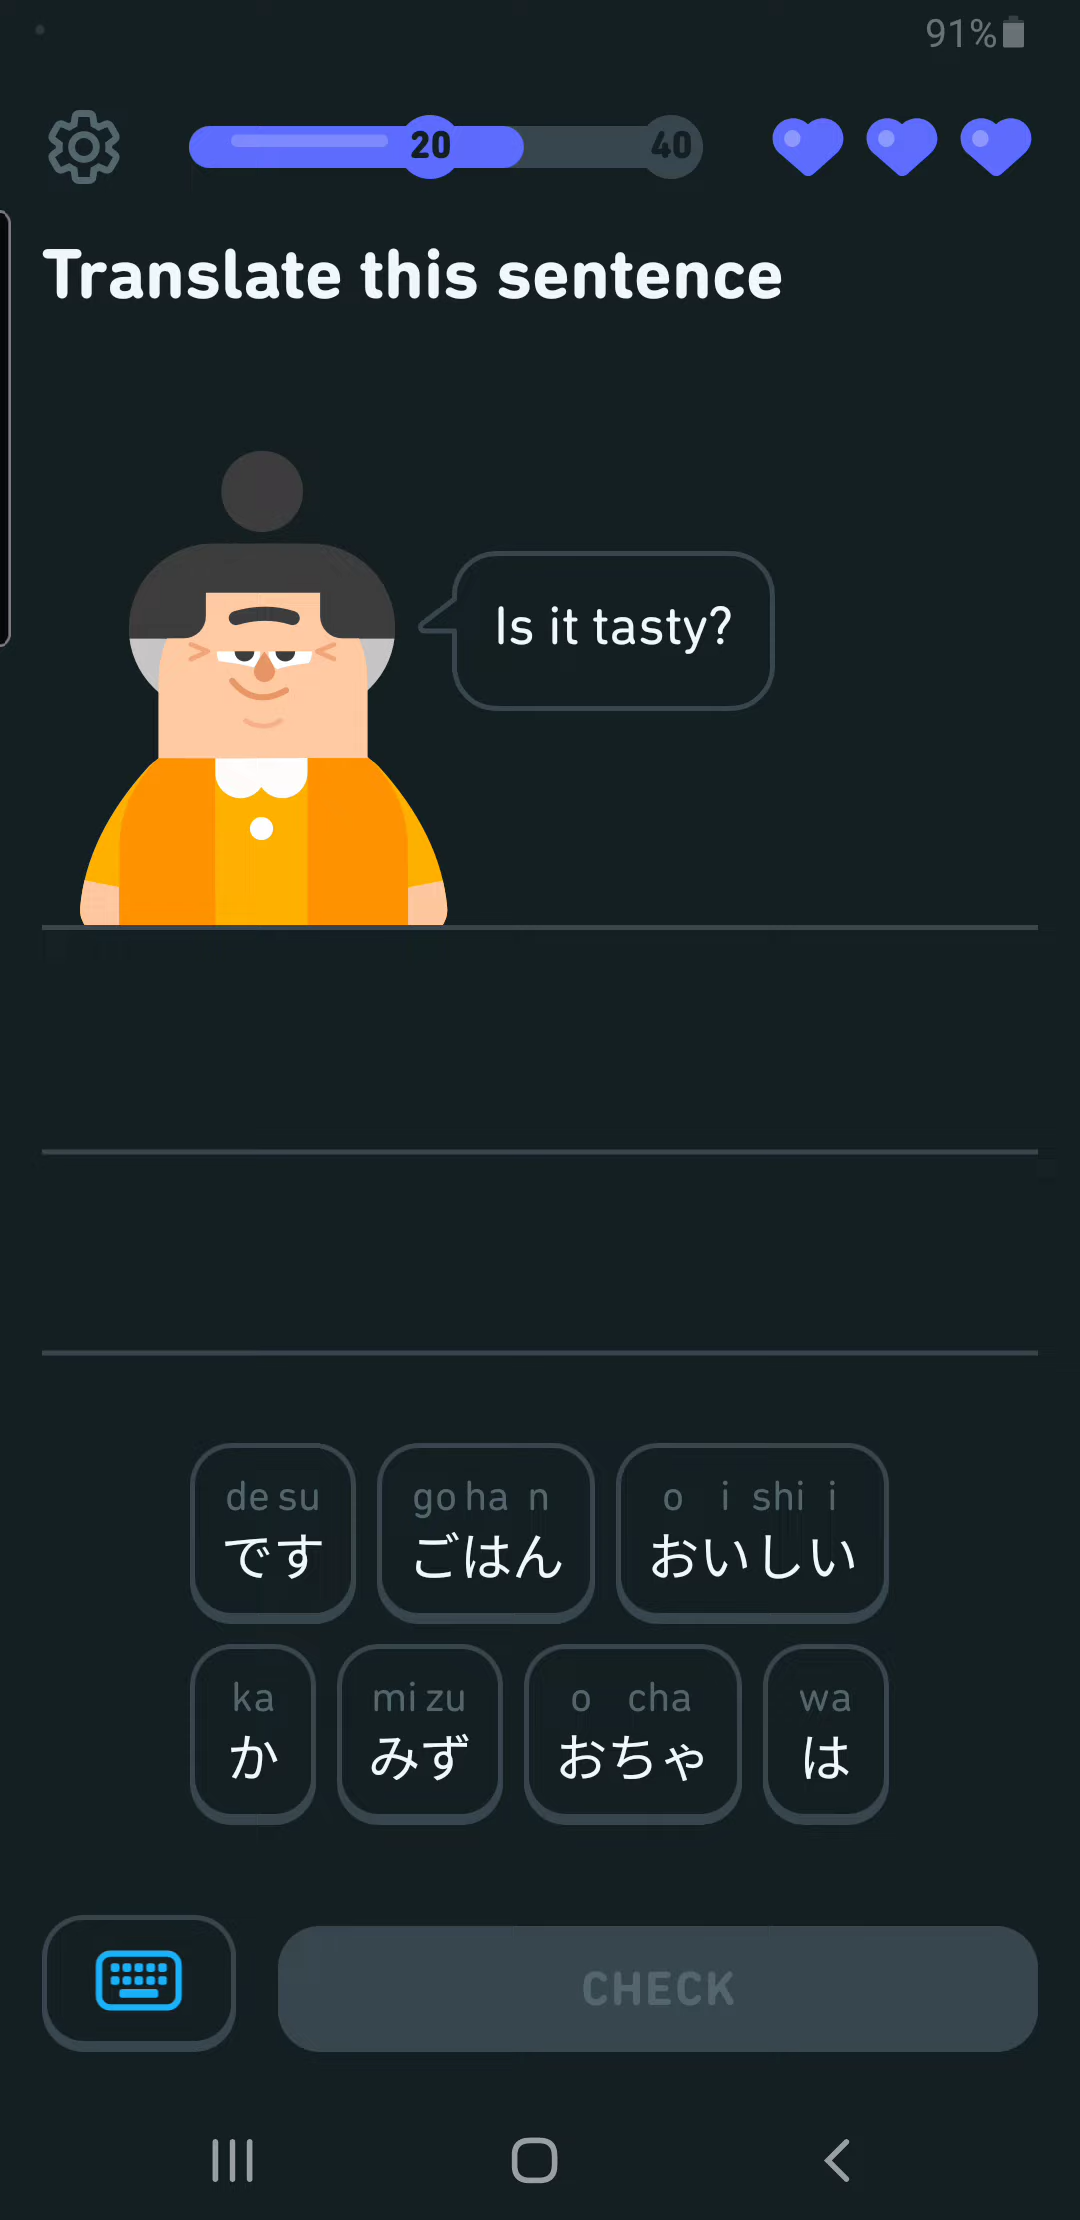 91%
20 40
Translate this sentence
Is it tasty?
de su go ha n o i shi i
です ごはん おいしい
ka mi zu o cha wa
か みず おちゃ は
CHECK